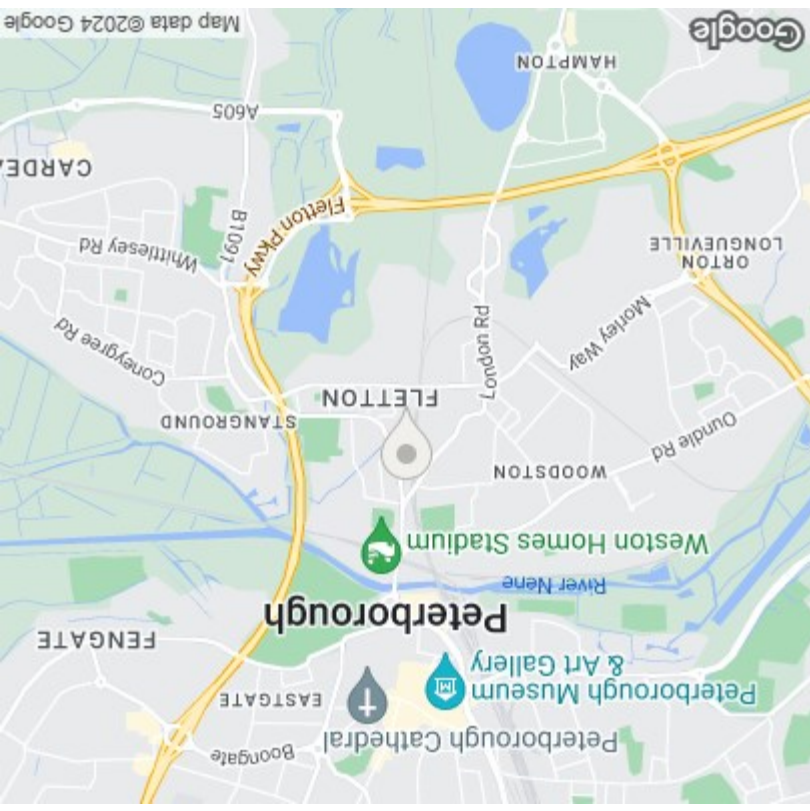 Boongate
Peterborough Cathedral
EASTGATE
Peterborough Museum
& Art Gallery
FENGATE
Peterborough
River Nene
Weston Homes Stadium
WOODSTON
STANGROUND
Oundle Rd
FLETTON
Coneygree Rd
London Rd
Morley Way
Whittlesey Rd
B1091
Fletton Pkwy
ORTON
LONGUEVILLE
CARDEA
A605
HAMPTON
Google
Map data ©2024 Google